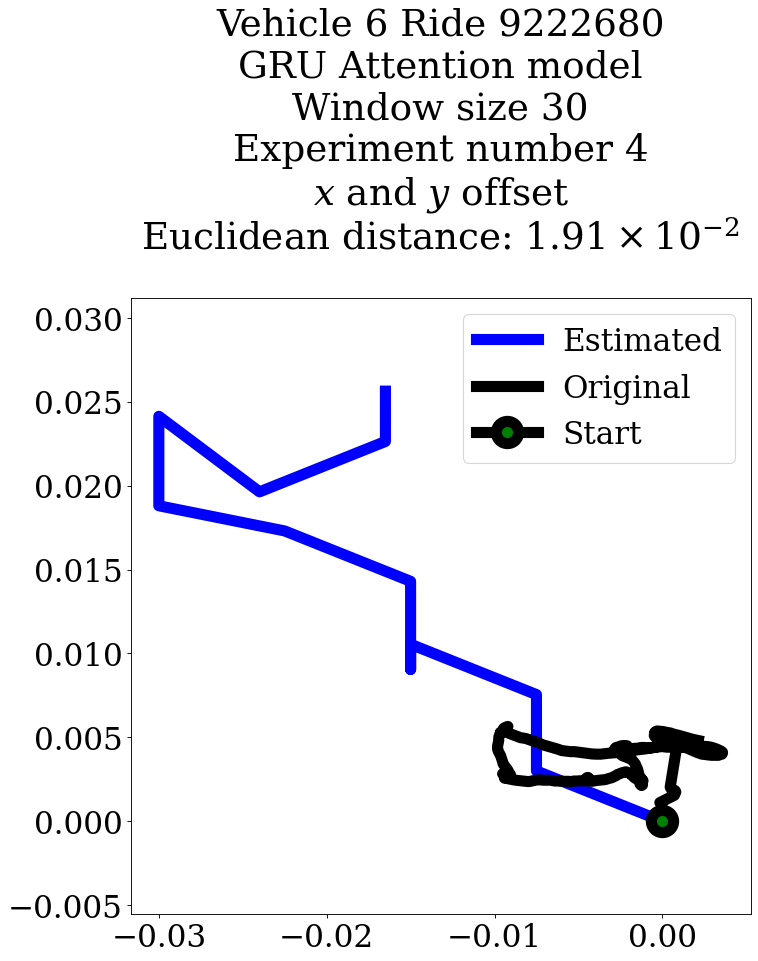 Vehicle 6 Ride 9222680
GRU Attention model
Window size 30
Experiment number 4
x and y offset
Euclidean distance: 1.91 × 10⁻²
0.030
0.025
0.020
0.015
0.010
0.005
0.000
−0.005
Estimated
Original
Start
−0.03 −0.02 −0.01 0.00